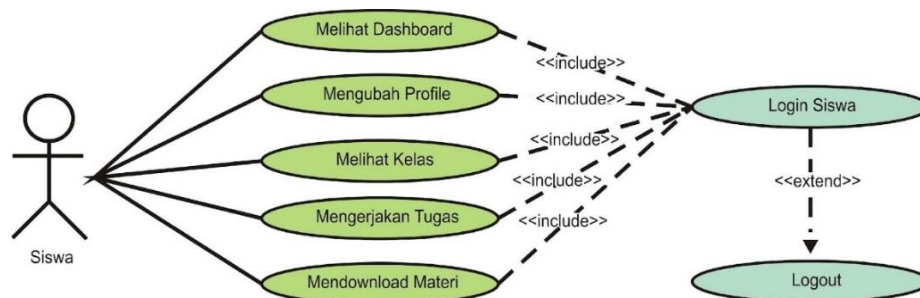 Melihat Dashboard
<<include>>
Mengubah Profile
<<include>>
Login Siswa
<<include>>
Melihat Kelas
<<include>>
<<extend>>
Mengerjakan Tugas
<<include>>
Siswa
Mendownload Materi
Logout